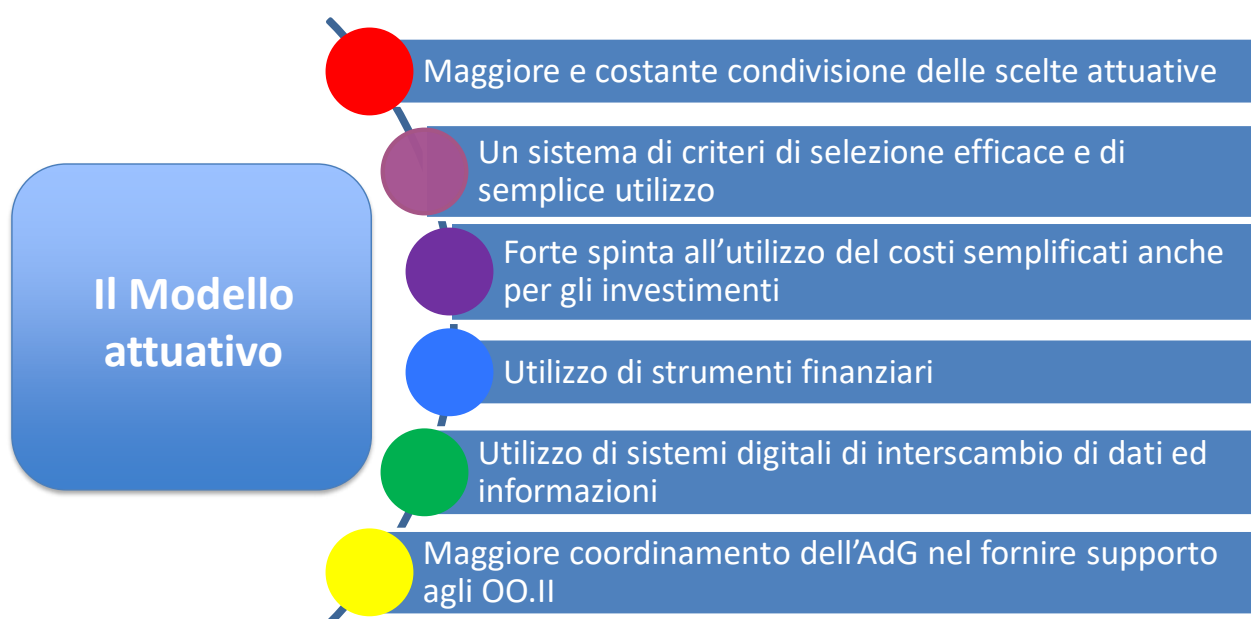 Il Modello
attuativo
Maggiore e costante condivisione delle scelte attuative
Un sistema di criteri di selezione efficace e di
semplice utilizzo
Forte spinta all’utilizzo del costi semplificati anche
per gli investimenti
Utilizzo di strumenti finanziari
Utilizzo di sistemi digitali di interscambio di dati ed
informazioni
Maggiore coordinamento dell’AdG nel fornire supporto
agli OO.II